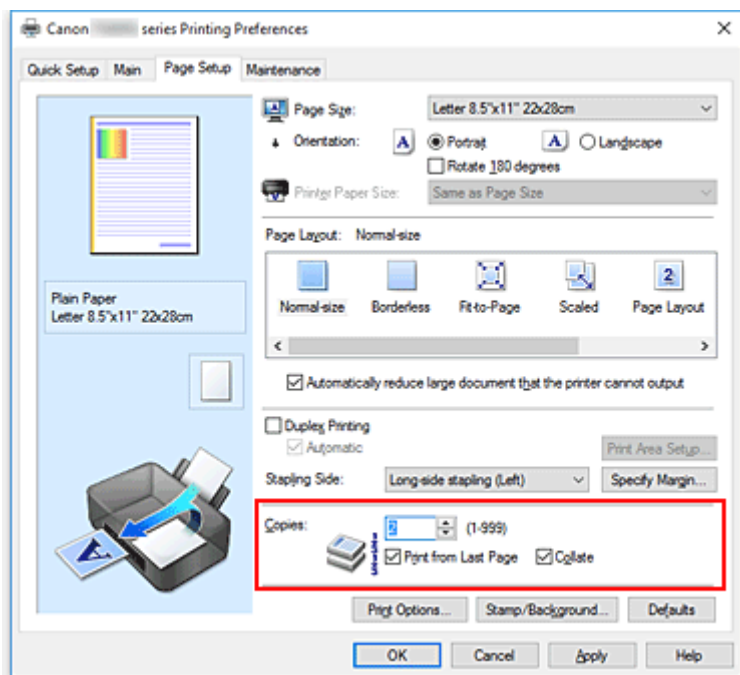 Canon series Printing Preferences
Quick Setup Main Page Setup Maintenance
Page Size: Letter 8.5"x11" 22x28cm
Orientation: A Portrait A Landscape
Rotate 180 degrees
Printer Paper Size: Same as Page Size
Page Layout: Normal-size
2
Normal-size Borderless Fit-to-Page Scaled Page Layout
Plain Paper
Letter 8.5"x11" 22x28cm
Automatically reduce large document that the printer cannot output
Duplex Printing
Automatic Print Area Setup...
Stapling Side: Long-side stapling (Left) Specify Margin...
Copies: 2 (1-999)
Print from Last Page Collate
A
Print Options... Stamp/Background... Defaults
OK Cancel Apply Help